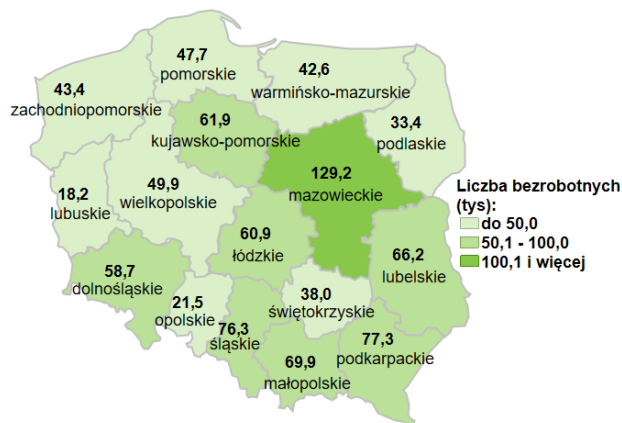 47,7
pomorskie
42,6
warmińsko-mazurskie
43,4
zachodniopomorskie
61,9
kujawsko-pomorskie
33,4
podlaskie
129,2
mazowieckie
18,2
lubuskie
49,9
wielkopolskie
60,9
łódzkie
66,2
lubelskie
58,7
dolnośląskie
21,5
opolskie
76,3
śląskie
38,0
świętokrzyskie
69,9
małopolskie
77,3
podkarpackie
Liczba bezrobotnych
(tys):
do 50,0
50,1 - 100,0
100,1 i więcej